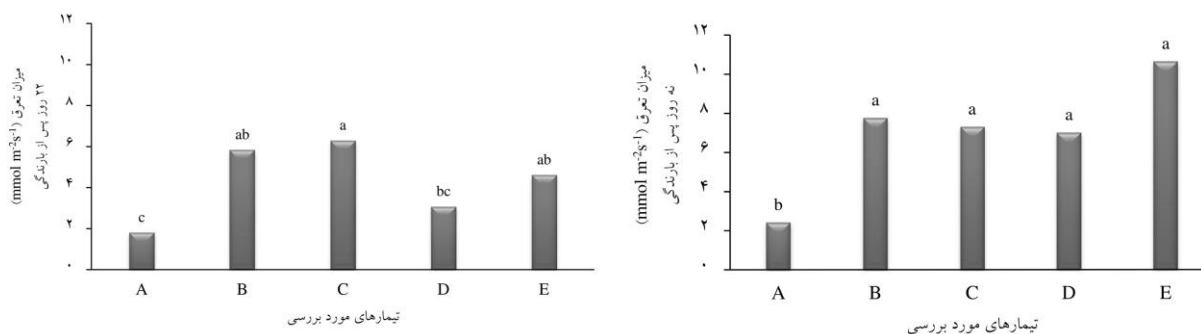 ۱۲
۱۰
۸
۶
۴
۲
۰
میزان تعرق (mmol m⁻²s⁻¹)
۲۲ روز پس از بارندگی
c
ab
a
bc
ab
A B C D E
تیمارهای مورد بررسی
۱۲
۱۰
۸
۶
۴
۲
۰
میزان تعرق (mmol m⁻²s⁻¹)
نه روز پس از بارندگی
b
a
a
a
a
A B C D E
تیمارهای مورد بررسی